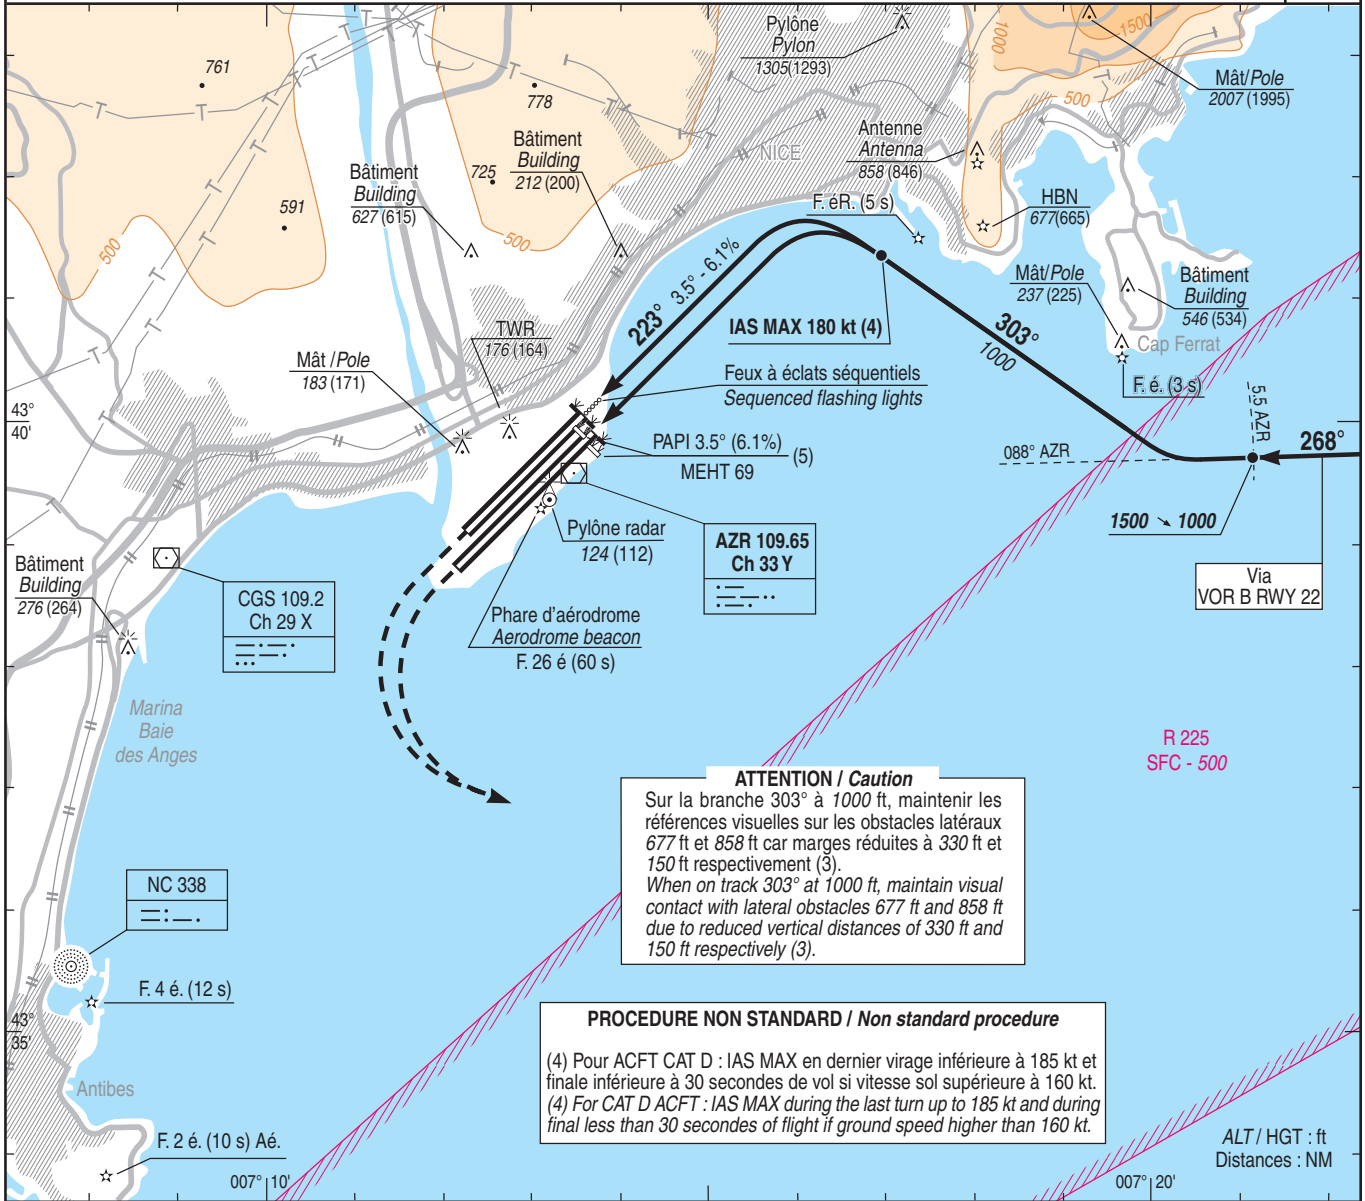 Pylône
Pylon
1305(1293)
1000
1500
Mât/Pole
2007 (1995)
500
761
778
Bâtiment
Building
212 (200)
725
Bâtiment
Building
627 (615)
591
500
500
NICE
Antenne
Antenna
858 (846)
F. éR. (5 s)
HBN
677(665)
Mât/Pole
237 (225)
Bâtiment
Building
546 (534)
Cap Ferrat
F. é. (3 s)
223° 3.5° - 6.1%
IAS MAX 180 kt (4)
303°
1000
TWR
176 (164)
Mât /Pole
183 (171)
Feux à éclats séquentiels
Sequenced flashing lights
43°
40'
PAPI 3.5° (6.1%)
MEHT 69
(5)
088° AZR
5.5 AZR
268°
1500 ↘ 1000
Via
VOR B RWY 22
Pylône radar
124 (112)
AZR 109.65
Ch 33 Y
Bâtiment
Building
276 (264)
CGS 109.2
Ch 29 X
Phare d'aérodrome
Aerodrome beacon
F. 26 é (60 s)
Marina
Baie
des Anges
R 225
SFC - 500
ATTENTION / Caution
Sur la branche 303° à 1000 ft, maintenir les
références visuelles sur les obstacles latéraux
677 ft et 858 ft car marges réduites à 330 ft et
150 ft respectivement (3).
When on track 303° at 1000 ft, maintain visual
contact with lateral obstacles 677 ft and 858 ft
due to reduced vertical distances of 330 ft and
150 ft respectively (3).
NC 338
F. 4 é. (12 s)
43°
35'
PROCEDURE NON STANDARD / Non standard procedure
(4) Pour ACFT CAT D : IAS MAX en dernier virage inférieure à 185 kt et
finale inférieure à 30 secondes de vol si vitesse sol supérieure à 160 kt.
(4) For CAT D ACFT : IAS MAX during the last turn up to 185 kt and during
final less than 30 secondes of flight if ground speed higher than 160 kt.
Antibes
F. 2 é. (10 s) Aé.
007° 10'
007° 20'
ALT / HGT : ft
Distances : NM